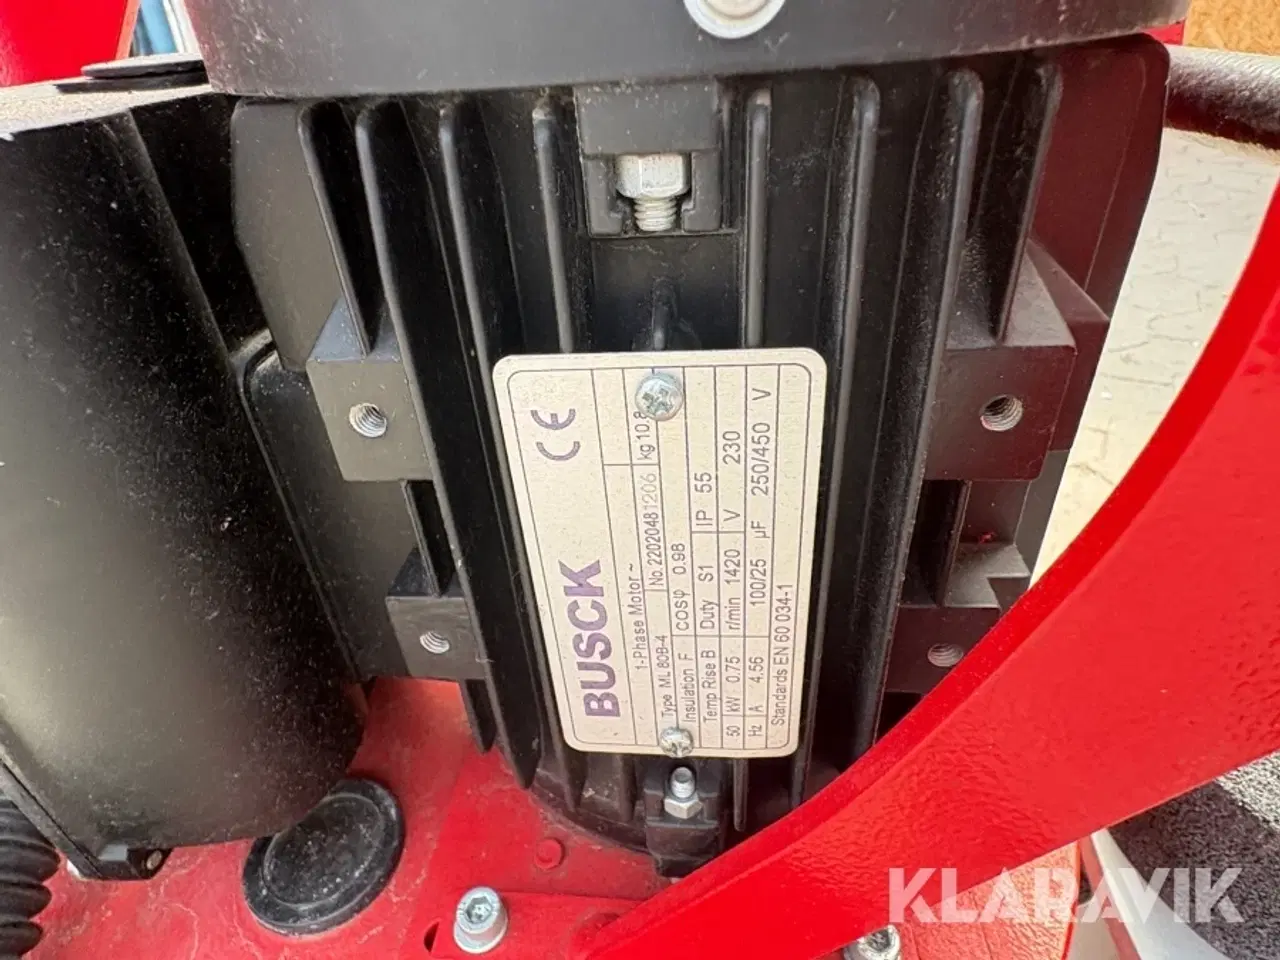 BUSCK CE
1-Phase Motor~
Type ML 80B-4 No. 22020481206 kg 10,8
Insulation F COSφ 0.98
Temp Rise B Duty S1 IP 55
50 kW 0.75 r/min 1420 V 230
Hz A 4.56 100/25 µF 250/450 V
Standards EN 60 034-1
KLARAVIK